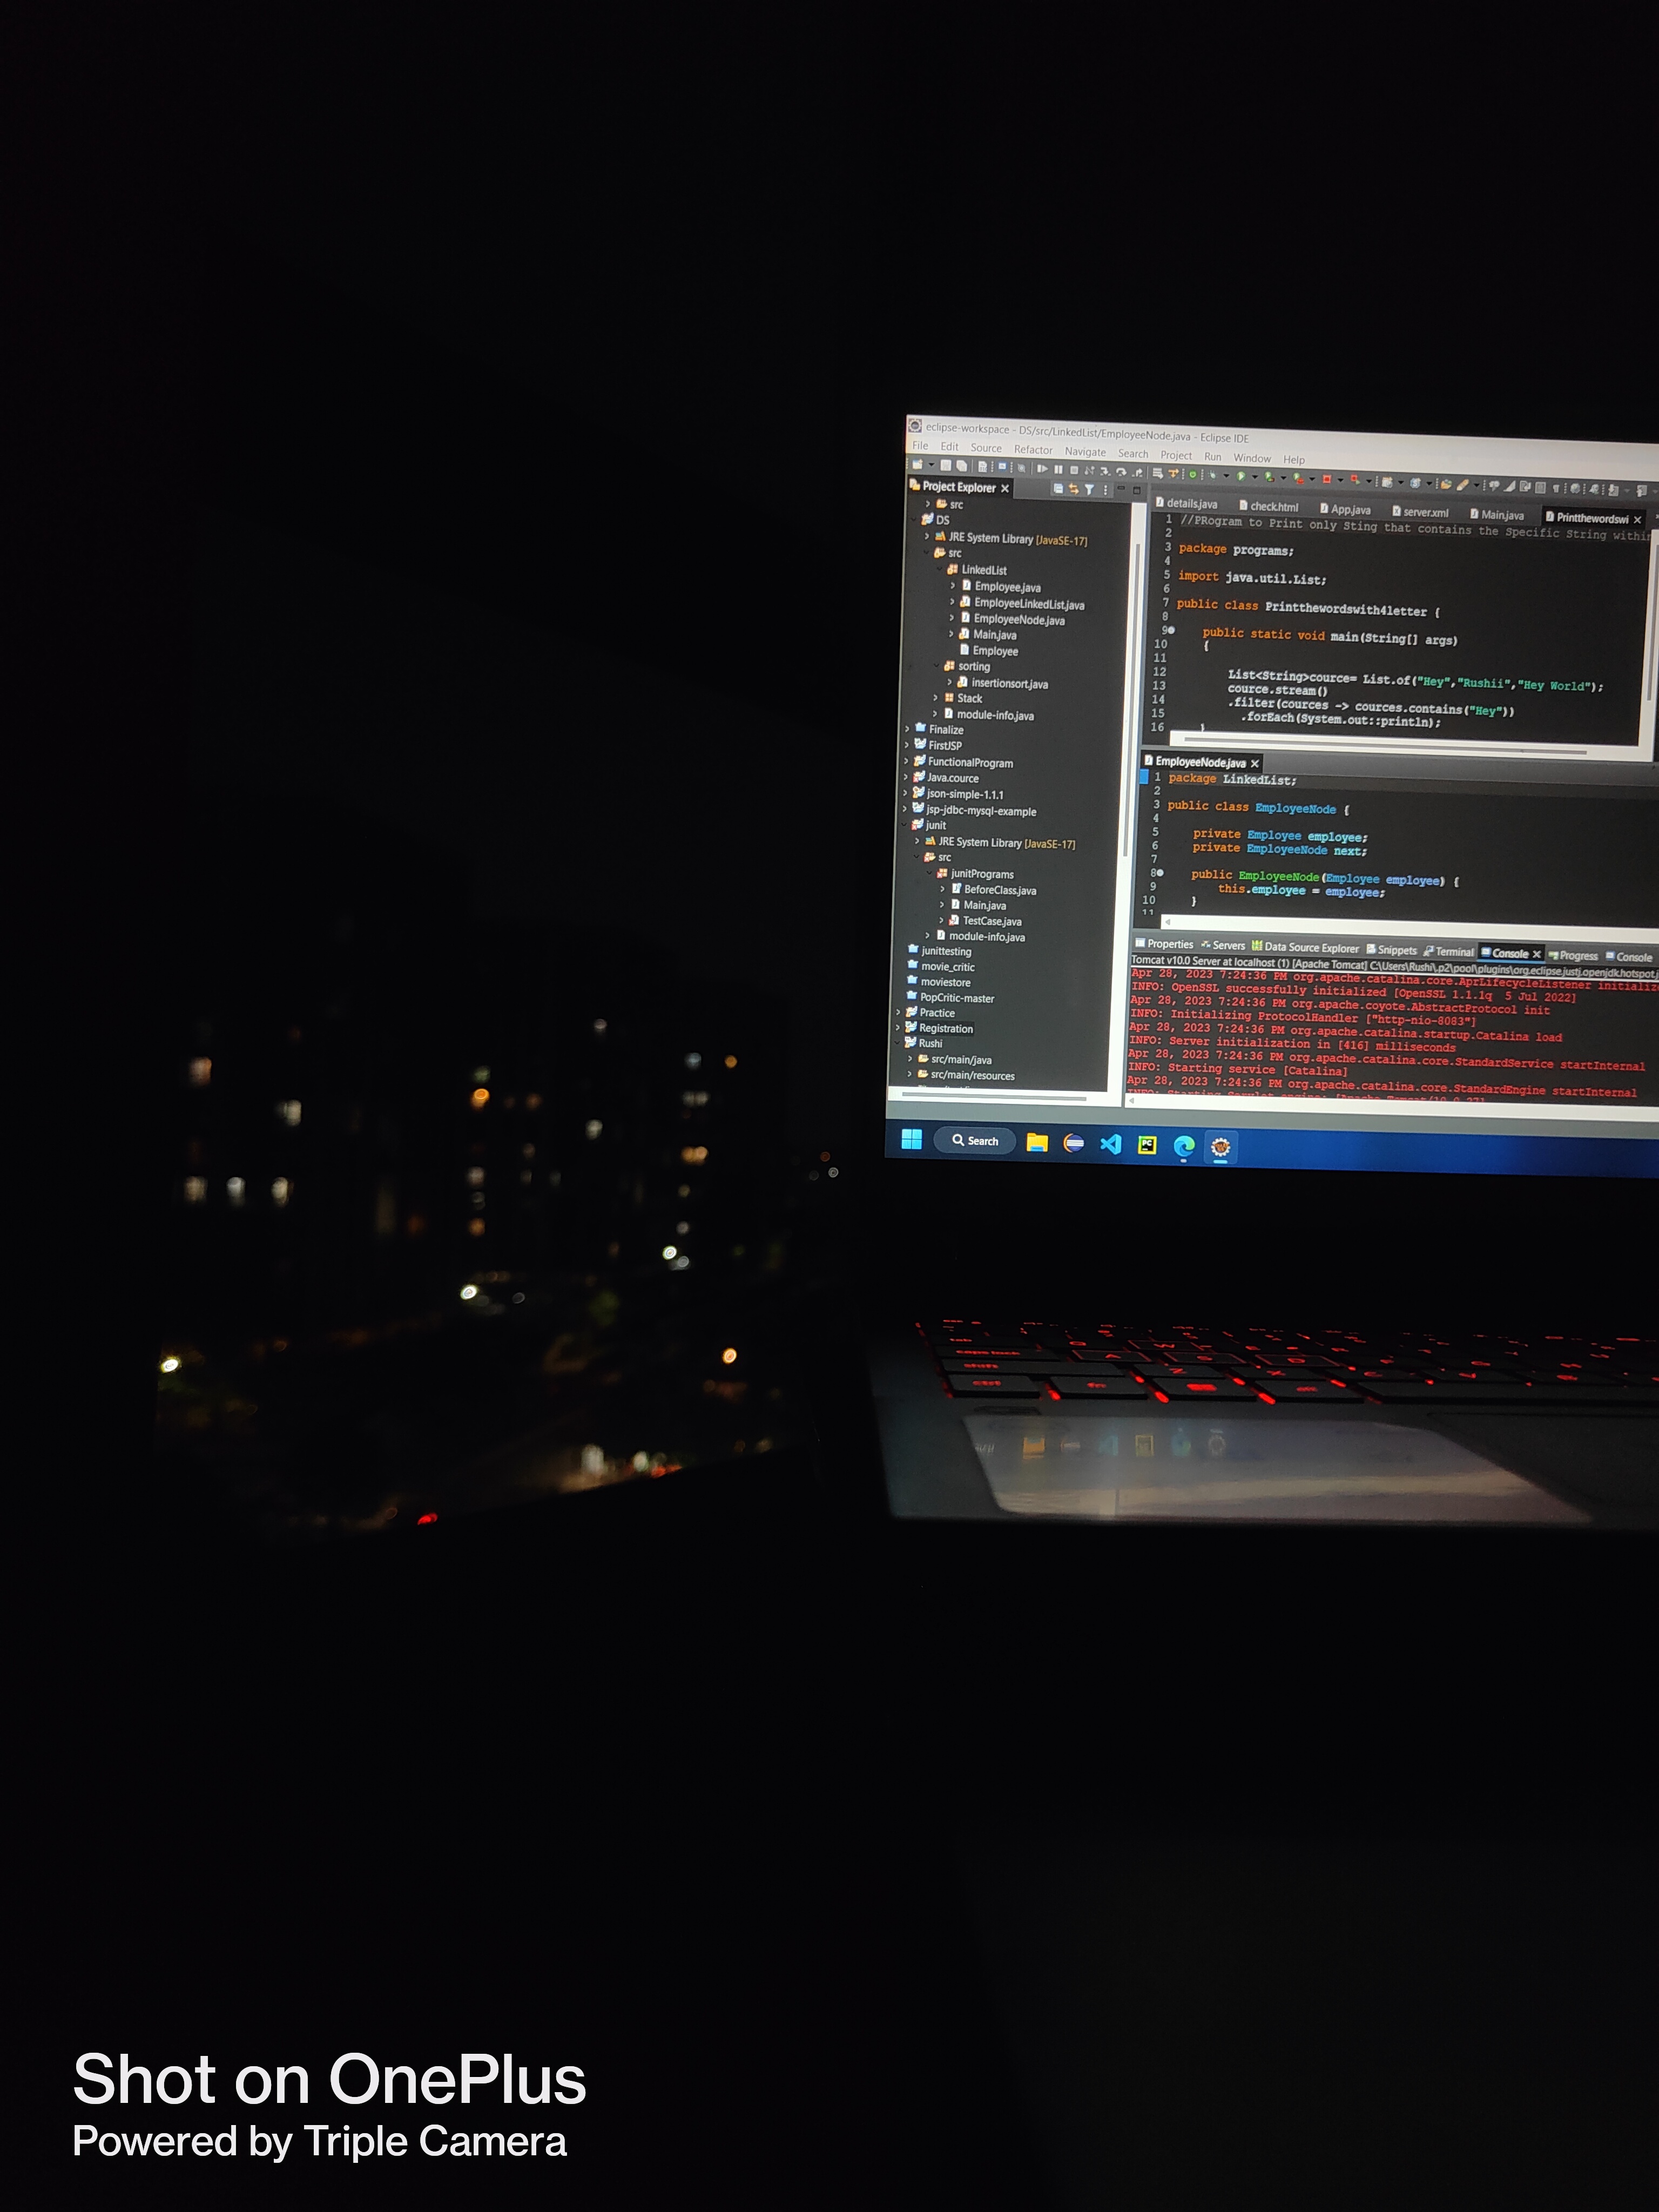 eclipse-workspace - DS/src/LinkedList/EmployeeNode.java - Eclipse IDE
File Edit Source Refactor Navigate Search Project Run Window Help
Project Explorer
src
DS
JRE System Library [JavaSE-17]
src
LinkedList
Employee.java
EmployeeLinkedList.java
EmployeeNode.java
Main.java
Employee
sorting
insertionsort.java
Stack
module-info.java
Finalize
FirstJSP
FunctionalProgram
Java.cource
json-simple-1.1.1
jsp-jdbc-mysql-example
junit
JRE System Library [JavaSE-17]
src
junitPrograms
BeforeClass.java
Main.java
TestCase.java
module-info.java
junittesting
movie_critic
moviestore
PopCritic-master
Practice
Registration
Rushi
src/main/java
src/main/resources
details.java check.html App.java server.xml Main.java Printthewordswi
1 //PRogram to Print only Sting that contains the Specific String within
2
3 package programs;
4
5 import java.util.List;
6
7 public class Printthewordswith4letter {
8
9 public static void main(String[] args)
10 {
11
12 List<String>cource= List.of("Hey","Rushii","Hey World");
13 cource.stream()
14 .filter(cources -> cources.contains("Hey"))
15 .forEach(System.out::println);
16 }
EmployeeNode.java
1 package LinkedList;
2
3 public class EmployeeNode {
4
5 private Employee employee;
6 private EmployeeNode next;
7
8 public EmployeeNode(Employee employee) {
9 this.employee = employee;
10 }
11
Properties Servers Data Source Explorer Snippets Terminal Console Progress Console
Tomcat v10.0 Server at localhost (1) [Apache Tomcat] C:\Users\Rushi\.p2\pool\plugins\org.eclipse.justj.openjdk.hotspot.j
Apr 28, 2023 7:24:36 PM org.apache.catalina.core.AprLifecycleListener initializ
INFO: OpenSSL successfully initialized [OpenSSL 1.1.1q 5 Jul 2022]
Apr 28, 2023 7:24:36 PM org.apache.coyote.AbstractProtocol init
INFO: Initializing ProtocolHandler ["http-nio-8083"]
Apr 28, 2023 7:24:36 PM org.apache.catalina.startup.Catalina load
INFO: Server initialization in [416] milliseconds
Apr 28, 2023 7:24:36 PM org.apache.catalina.core.StandardService startInternal
INFO: Starting service [Catalina]
Apr 28, 2023 7:24:36 PM org.apache.catalina.core.StandardEngine startInternal
Search
tab Q W E
caps lock A S D
shift Z X C V
ctrl fn alt
Shot on OnePlus
Powered by Triple Camera